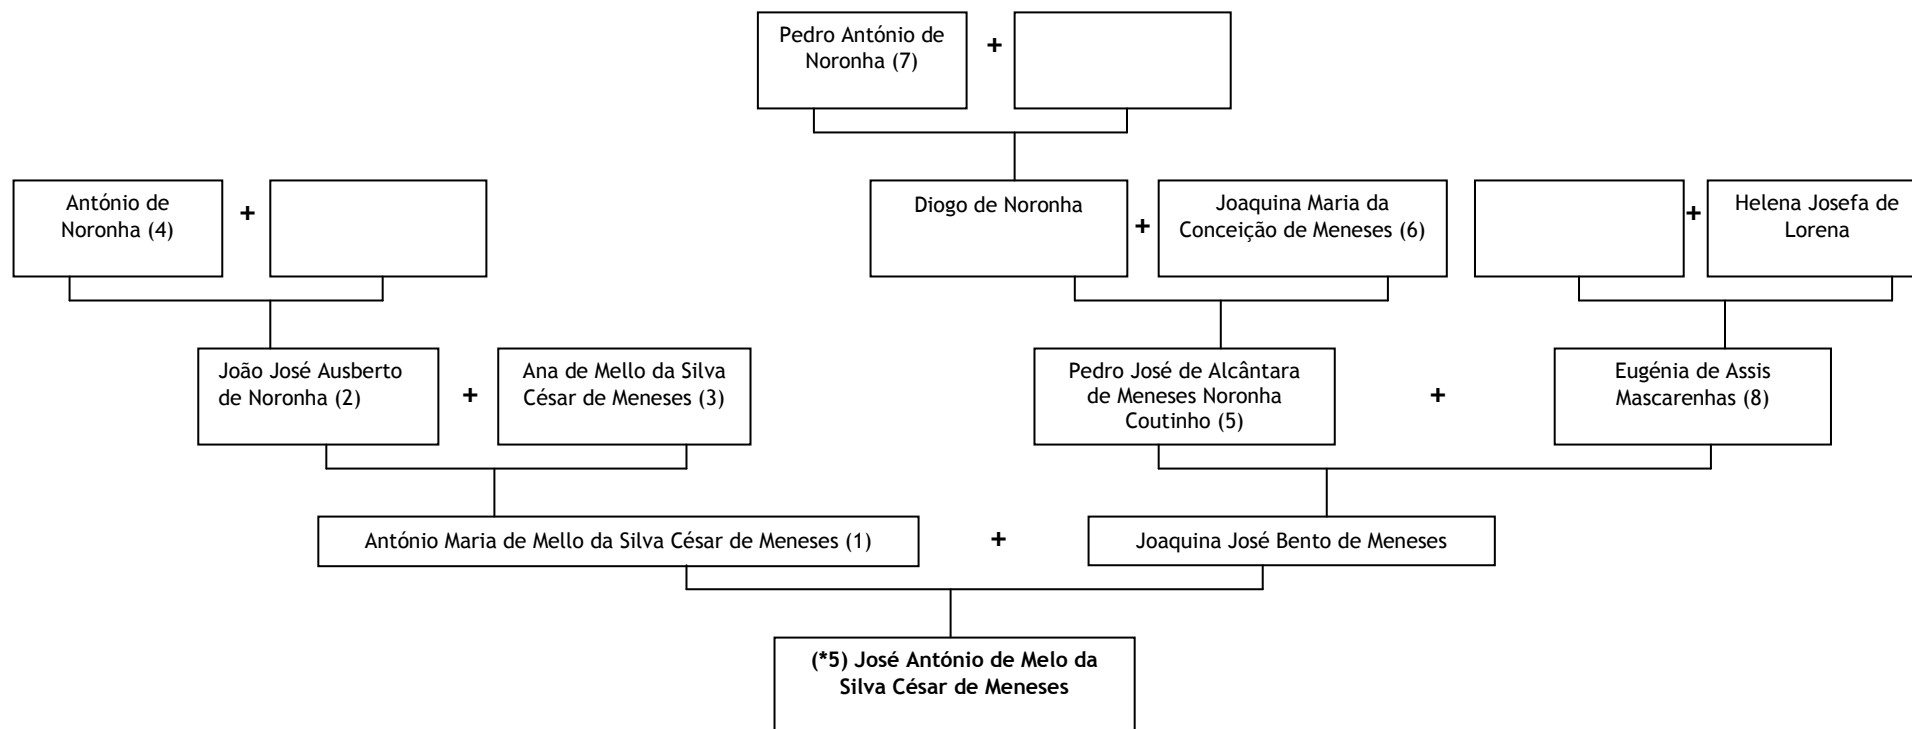 Pedro António de
Noronha (7)
+
António de
Noronha (4)
+
Diogo de Noronha
+
Joaquina Maria da
Conceição de Meneses (6)
+
Helena Josefa de
Lorena
João José Ausberto
de Noronha (2)
+
Ana de Mello da Silva
César de Meneses (3)
Pedro José de Alcântara
de Meneses Noronha
Coutinho (5)
+
Eugénia de Assis
Mascarenhas (8)
António Maria de Mello da Silva César de Meneses (1)
+
Joaquina José Bento de Meneses
(*5) José António de Melo da
Silva César de Meneses